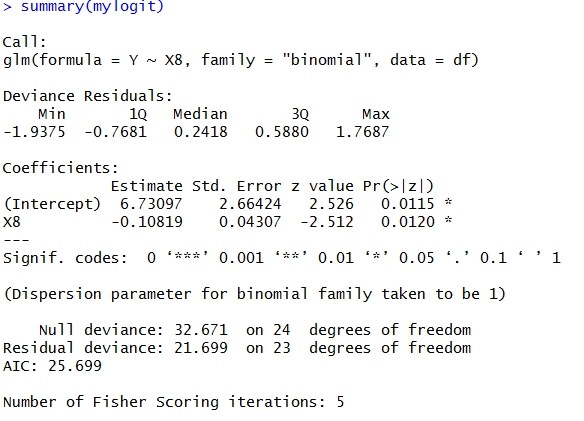 > summary(mylogit)
Call:
glm(formula = Y ~ X8, family = "binomial", data = df)
Deviance Residuals:
    Min       1Q   Median       3Q      Max
-1.9375  -0.7681   0.2418   0.5880   1.7687
Coefficients:
            Estimate Std. Error z value Pr(>|z|)
(Intercept)  6.73097    2.66424   2.526   0.0115 *
X8          -0.10819    0.04307  -2.512   0.0120 *
---
Signif. codes:  0 ‘***’ 0.001 ‘**’ 0.01 ‘*’ 0.05 ‘.’ 0.1 ‘ ’ 1
(Dispersion parameter for binomial family taken to be 1)
    Null deviance: 32.671  on 24  degrees of freedom
Residual deviance: 21.699  on 23  degrees of freedom
AIC: 25.699
Number of Fisher Scoring iterations: 5